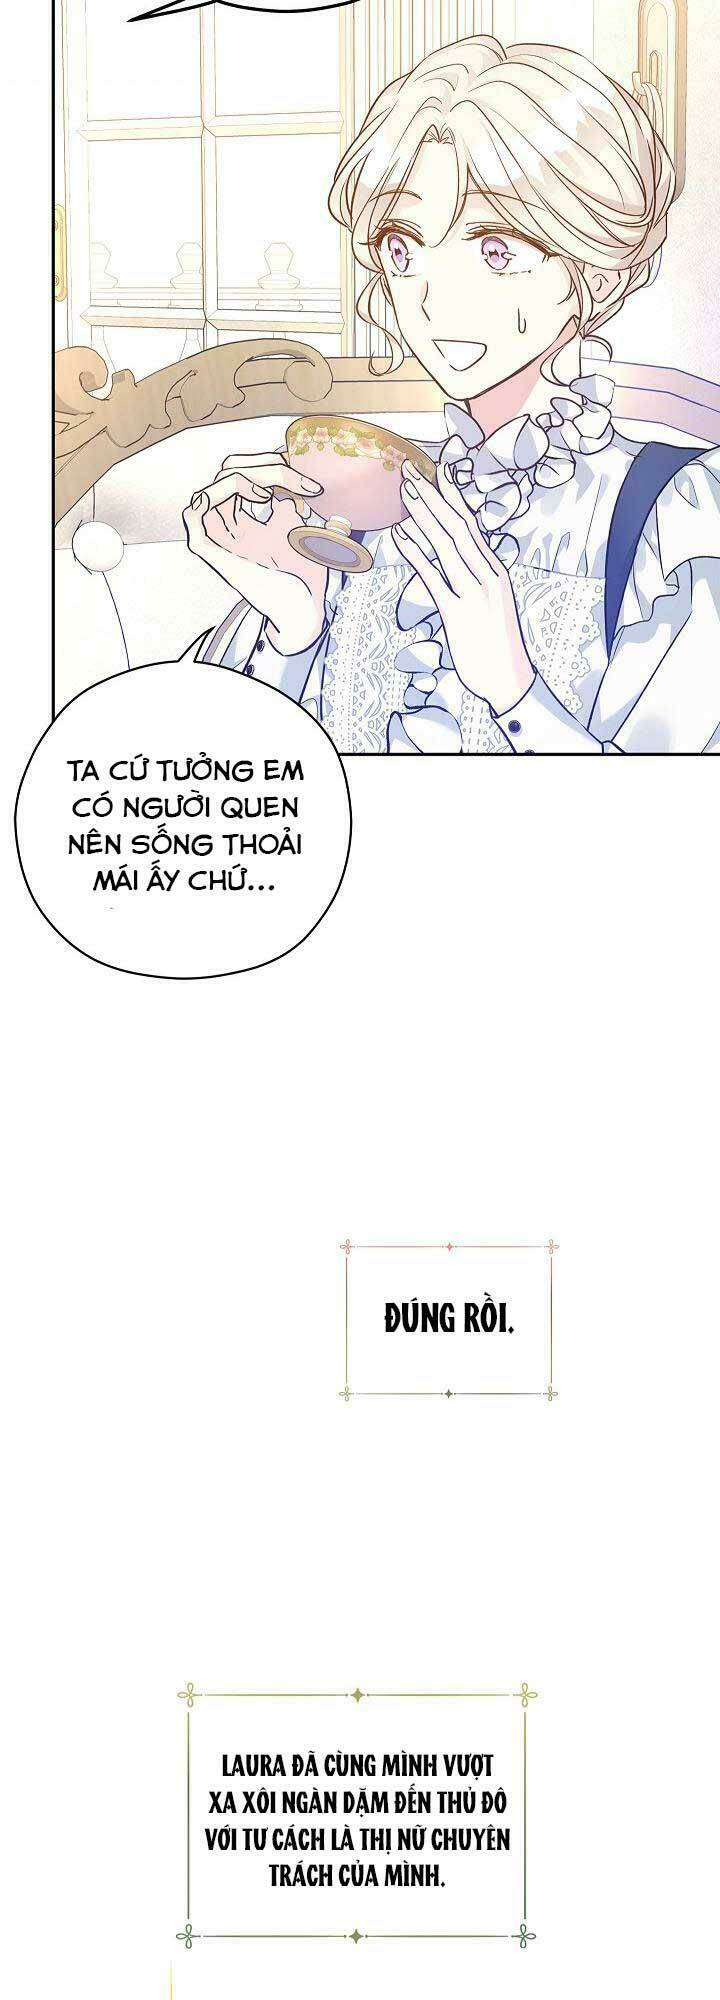 TA CỨ TƯỞNG EM
CÓ NGƯỜI QUEN
NÊN SỐNG THOẢI
MÁI ẤY CHỨ...
ĐÚNG RỒI.
LAURA ĐÃ CÙNG MÌNH VƯỢT
XA XÔI NGÀN DẶM ĐẾN THỦ ĐÔ
VỚI TƯ CÁCH LÀ THỊ NỮ CHUYÊN
TRÁCH CỦA MÌNH.